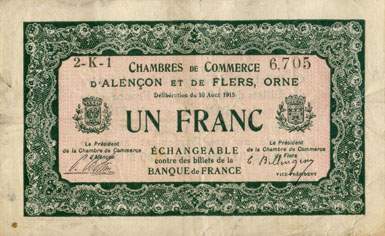 2-K-1 CHAMBRES DE COMMERCE 6,705
D'ALENÇON ET DE FLERS, ORNE
Délibération du 10 Août 1915
UN FRANC
Le Président
de la Chambre de Commerce
d'Alençon
ÉCHANGEABLE
contre des billets de la
BANQUE de FRANCE
Le Président
de la Chambre de Commerce
de Flers
VICE-PRÉSIDENT